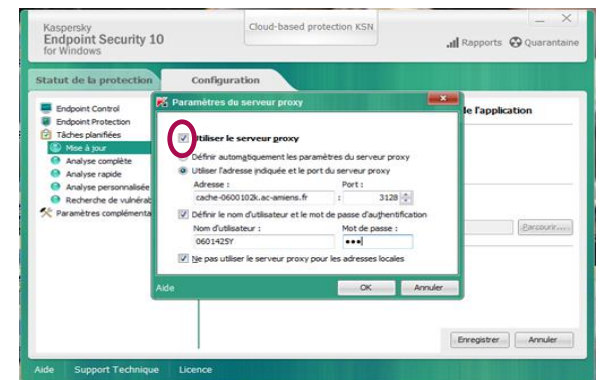 Kaspersky
Endpoint Security 10
for Windows
Cloud-based protection KSN
Rapports Quarantaine
Statut de la protection Configuration
Endpoint Control
Endpoint Protection
Tâches planifiées
Mise à jour
Analyse complète
Analyse rapide
Analyse personnalisée
Recherche de vulnérab
Paramètres complémenta
de l'application
Parcourir...
Paramètres du serveur proxy
Utiliser le serveur proxy
Définir automatiquement les paramètres du serveur proxy
Utiliser l'adresse indiquée et le port du serveur proxy
Adresse : Port :
cache-0600102k.ac-amiens.fr : 3128
Définir le nom d'utilisateur et le mot de passe d'authentification
Nom d'utilisateur : Mot de passe :
0601425Y •••
Ne pas utiliser le serveur proxy pour les adresses locales
Aide OK Annuler
Enregistrer Annuler
Aide Support Technique Licence